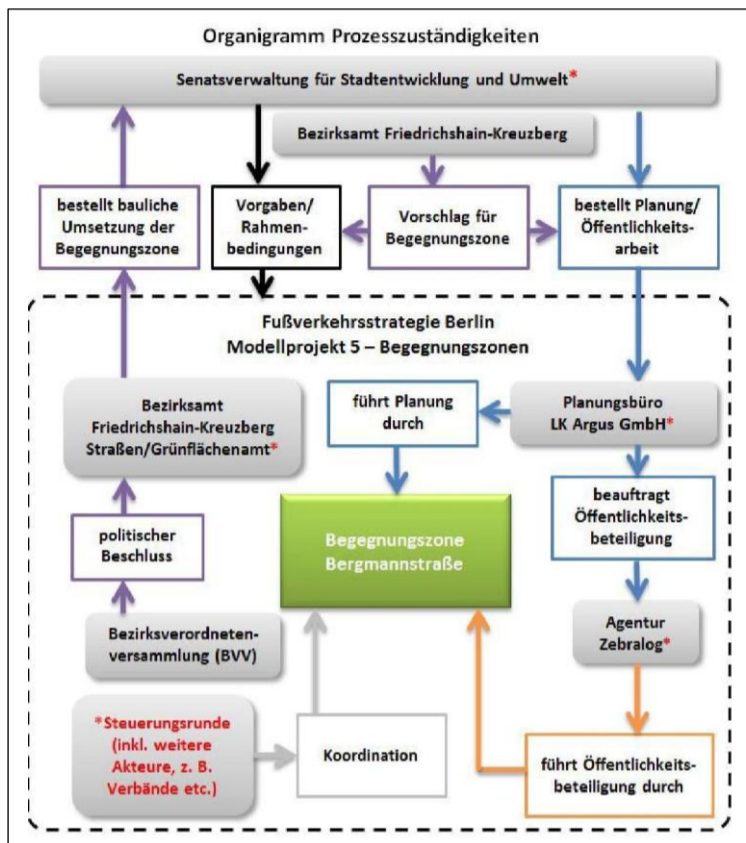 Organigramm Prozesszuständigkeiten
Senatsverwaltung für Stadtentwicklung und Umwelt*
Bezirksamt Friedrichshain-Kreuzberg
bestellt bauliche
Umsetzung der
Begegnungszone
Vorgaben/
Rahmen-
bedingungen
Vorschlag für
Begegnungszone
bestellt Planung/
Öffentlichkeits-
arbeit
Fußverkehrsstrategie Berlin
Modellprojekt 5 – Begegnungszonen
Bezirksamt
Friedrichshain-Kreuzberg
Straßen/Grünflächenamt*
führt Planung
durch
Planungsbüro
LK Argus GmbH*
politischer
Beschluss
Begegnungszone
Bergmannstraße
beauftragt
Öffentlichkeits-
beteiligung
Bezirksverordneten-
versammlung (BVV)
Agentur
Zebralog*
*Steuerungsrunde
(inkl. weitere
Akteure, z. B.
Verbände etc.)
Koordination
führt Öffentlichkeits-
beteiligung durch